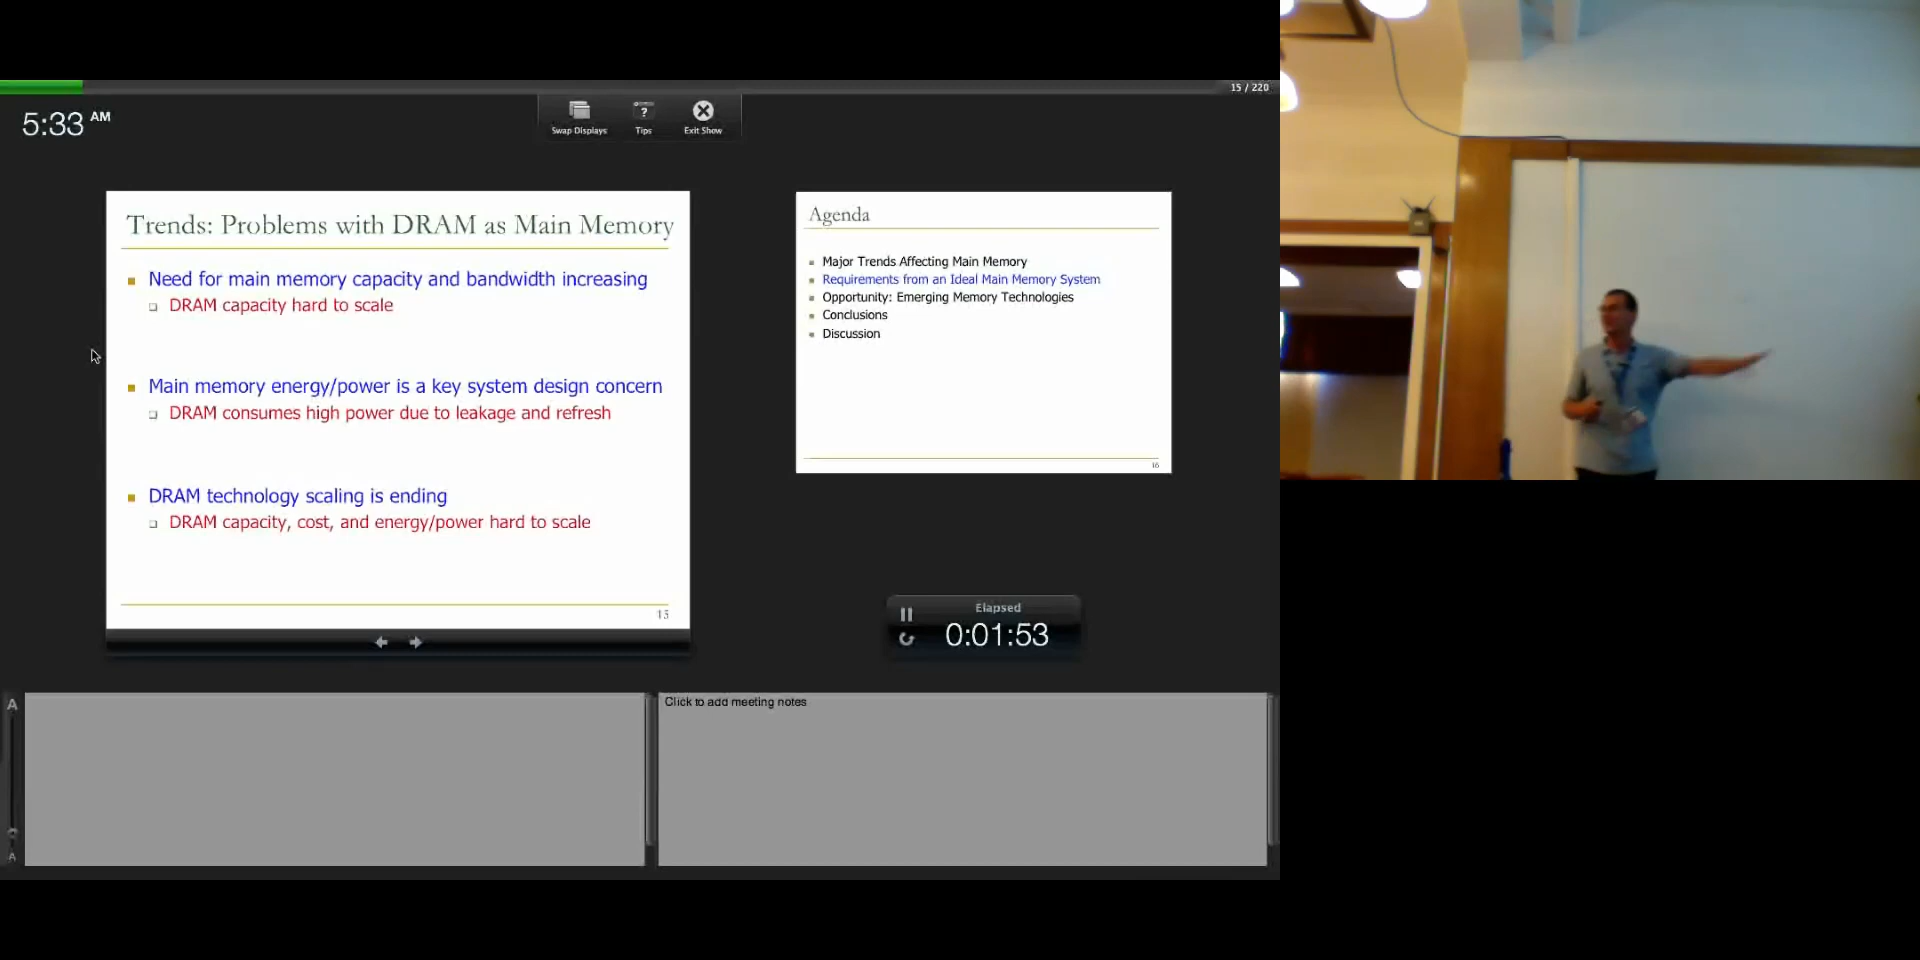 15 / 220
5:33 AM
Swap Displays
Tips
Exit Show
Trends: Problems with DRAM as Main Memory
Need for main memory capacity and bandwidth increasing
DRAM capacity hard to scale
Main memory energy/power is a key system design concern
DRAM consumes high power due to leakage and refresh
DRAM technology scaling is ending
DRAM capacity, cost, and energy/power hard to scale
15
Agenda
Major Trends Affecting Main Memory
Requirements from an Ideal Main Memory System
Opportunity: Emerging Memory Technologies
Conclusions
Discussion
16
Elapsed
0:01:53
A
A
Click to add meeting notes